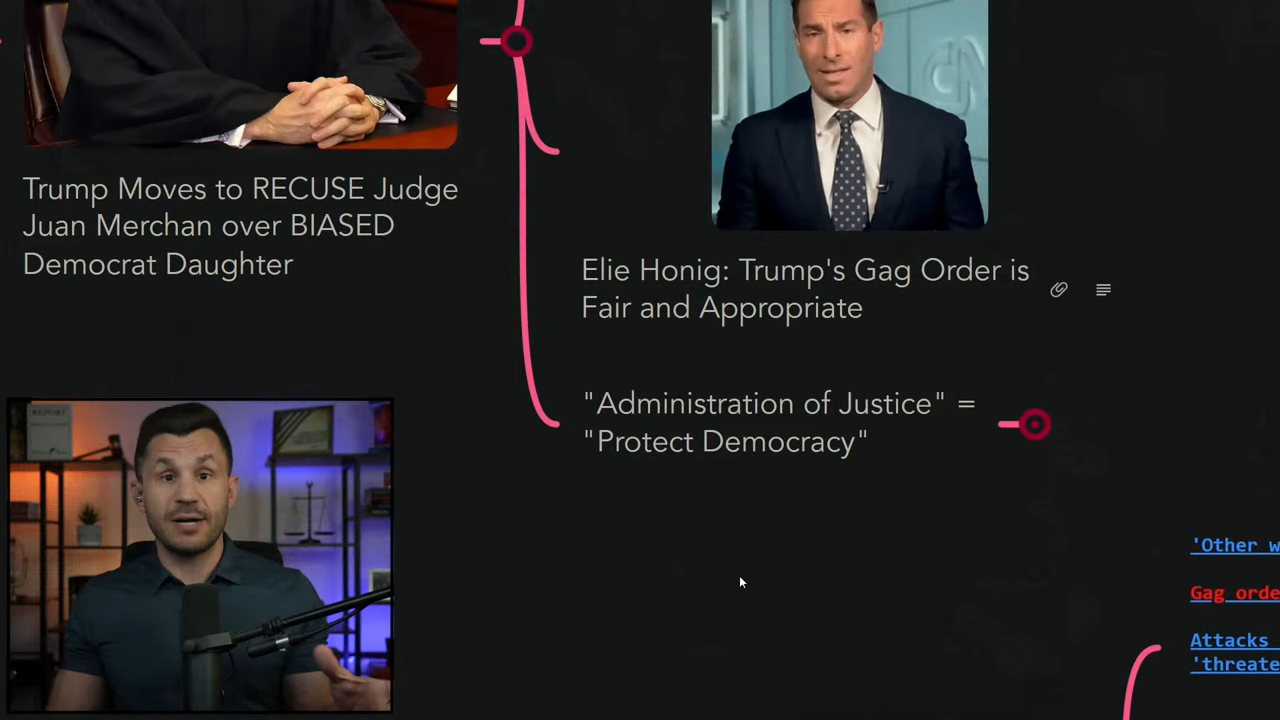 Trump Moves to RECUSE Judge
Juan Merchan over BIASED
Democrat Daughter
Elie Honig: Trump's Gag Order is
Fair and Appropriate
"Administration of Justice" =
"Protect Democracy"
'Other w
Gag orde
Attacks
'threate